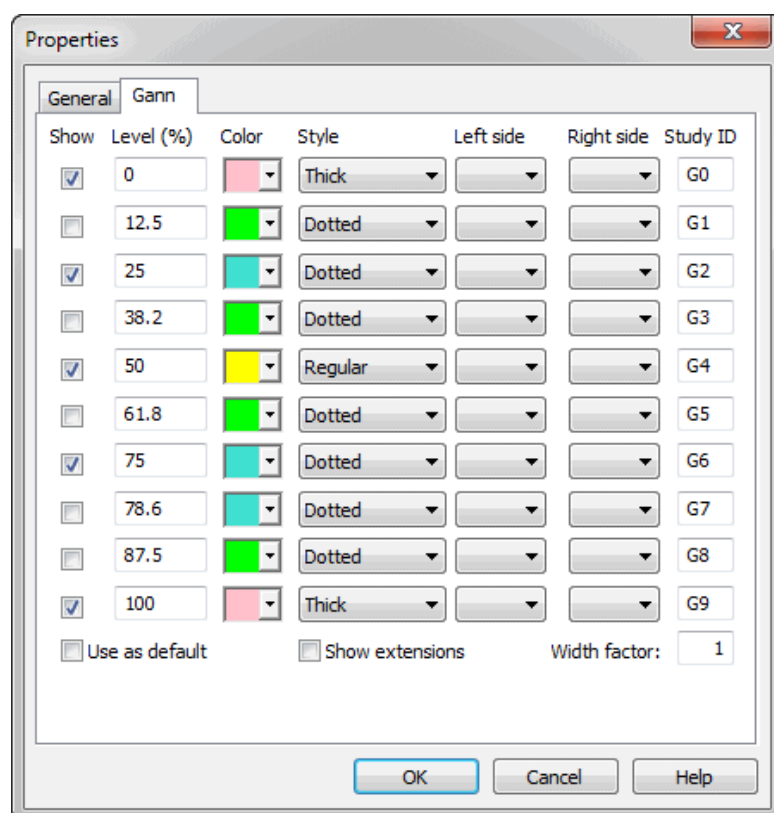 Properties
General Gann
Show Level (%) Color Style Left side Right side Study ID
0 Thick G0
12.5 Dotted G1
25 Dotted G2
38.2 Dotted G3
50 Regular G4
61.8 Dotted G5
75 Dotted G6
78.6 Dotted G7
87.5 Dotted G8
100 Thick G9
Use as default Show extensions Width factor: 1
OK Cancel Help